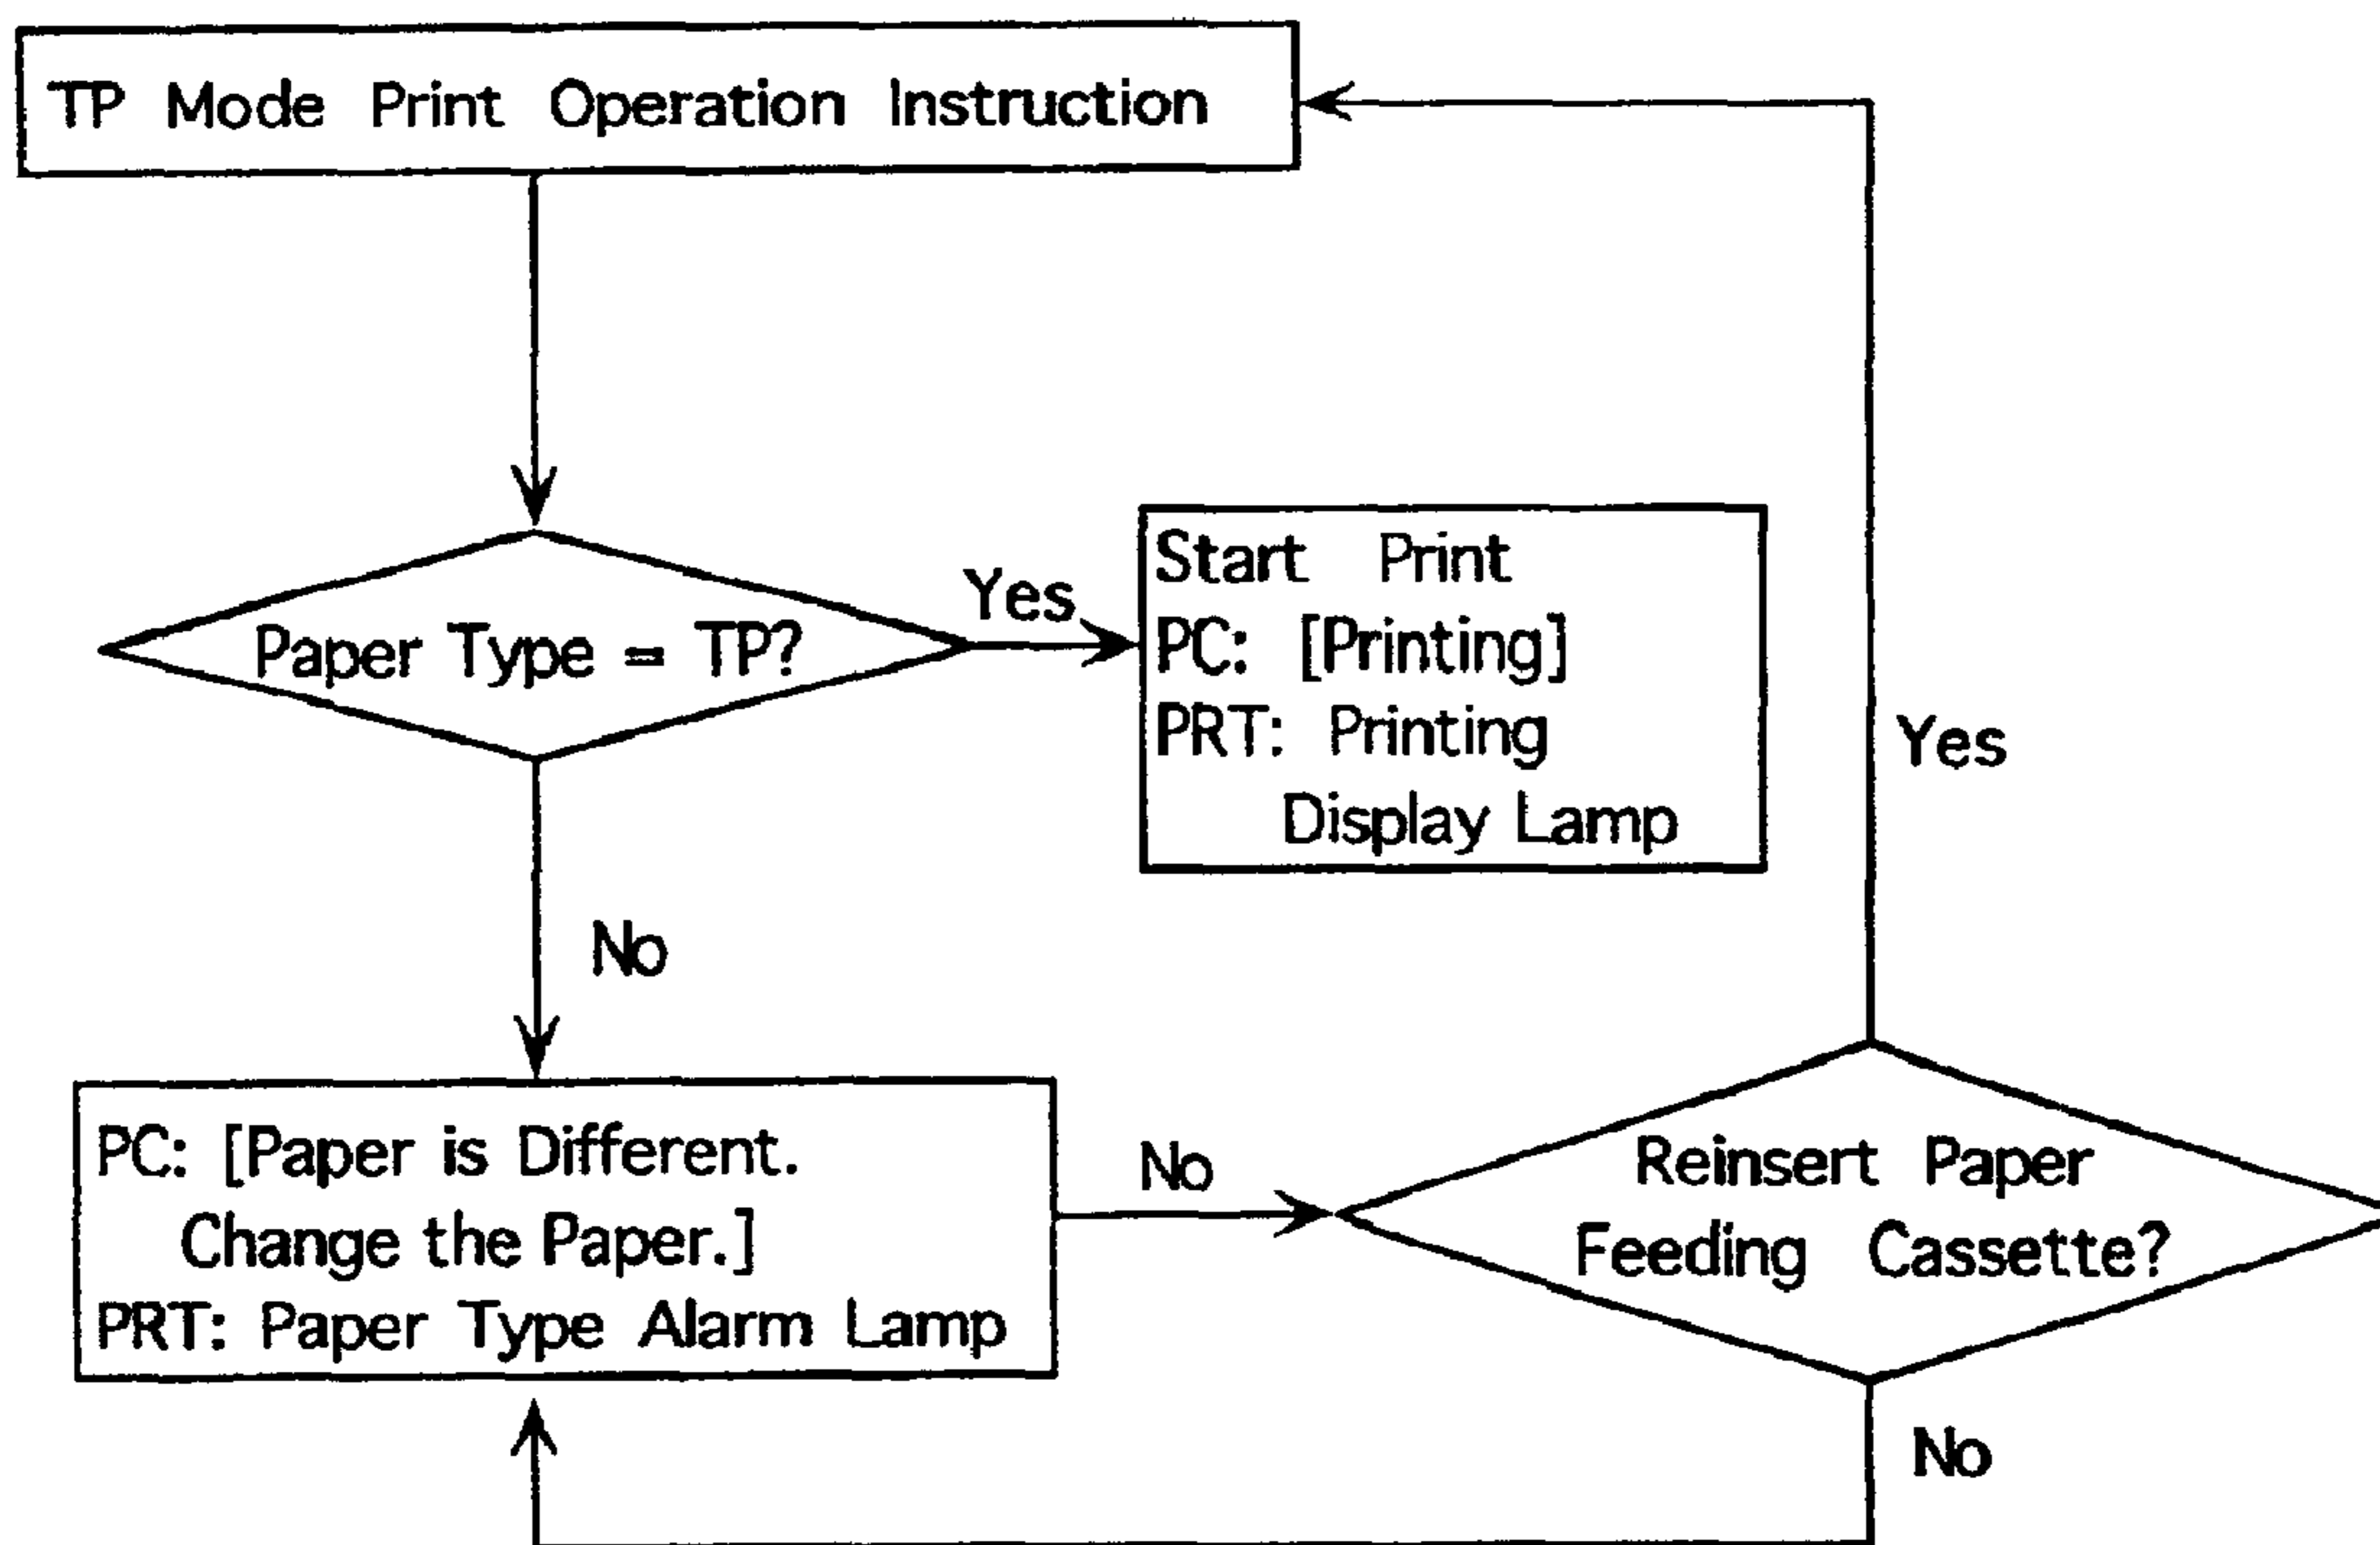 TP Mode Print Operation Instruction
Paper Type = TP?
Yes
Start Print
PC: [Printing]
PRT: Printing
Display Lamp
No
PC: [Paper is Different.
Change the Paper.]
PRT: Paper Type Alarm Lamp
No
Reinsert Paper
Feeding Cassette?
Yes
No